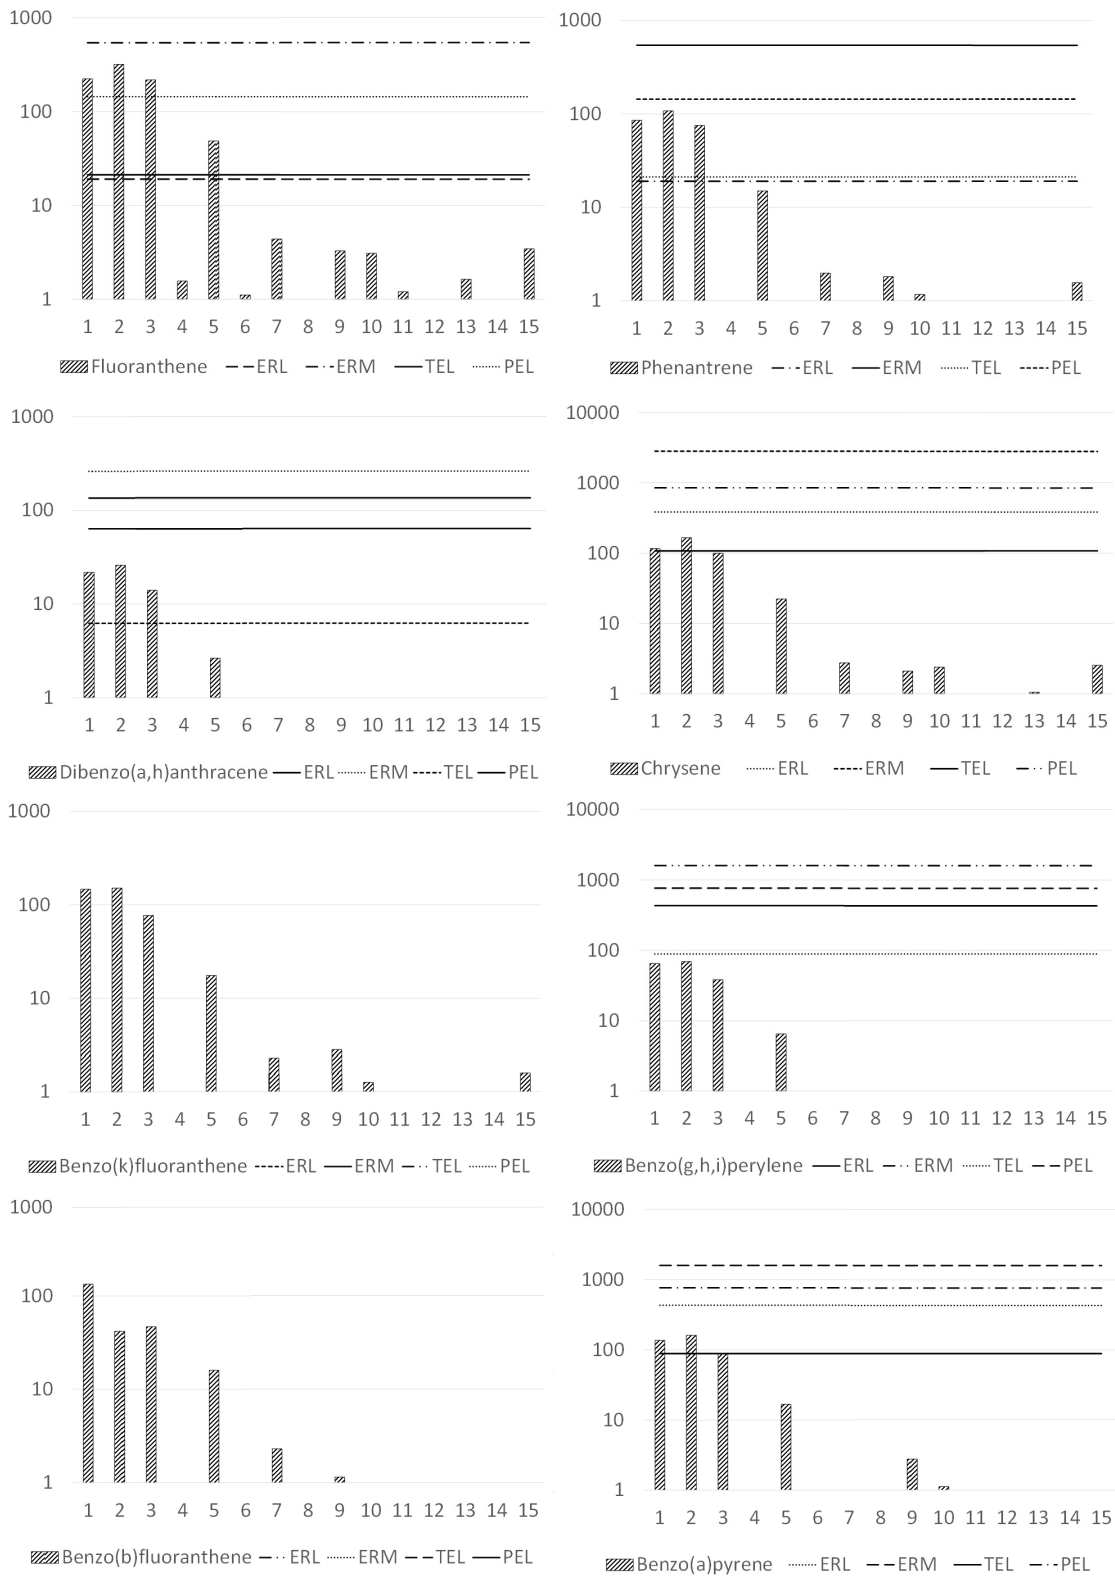 1000
100
10
1
1 2 3 4 5 6 7 8 9 10 11 12 13 14 15
Fluoranthene ERL ERM TEL PEL
1000
100
10
1
1 2 3 4 5 6 7 8 9 10 11 12 13 14 15
Phenantrene ERL ERM TEL PEL
1000
100
10
1
1 2 3 4 5 6 7 8 9 10 11 12 13 14 15
Dibenzo(a,h)anthracene ERL ERM TEL PEL
10000
1000
100
10
1
1 2 3 4 5 6 7 8 9 10 11 12 13 14 15
Chrysene ERL ERM TEL PEL
1000
100
10
1
1 2 3 4 5 6 7 8 9 10 11 12 13 14 15
Benzo(k)fluoranthene ERL ERM TEL PEL
10000
1000
100
10
1
1 2 3 4 5 6 7 8 9 10 11 12 13 14 15
Benzo(g,h,i)perylene ERL ERM TEL PEL
1000
100
10
1
1 2 3 4 5 6 7 8 9 10 11 12 13 14 15
Benzo(b)fluoranthene ERL ERM TEL PEL
10000
1000
100
10
1
1 2 3 4 5 6 7 8 9 10 11 12 13 14 15
Benzo(a)pyrene ERL ERM TEL PEL